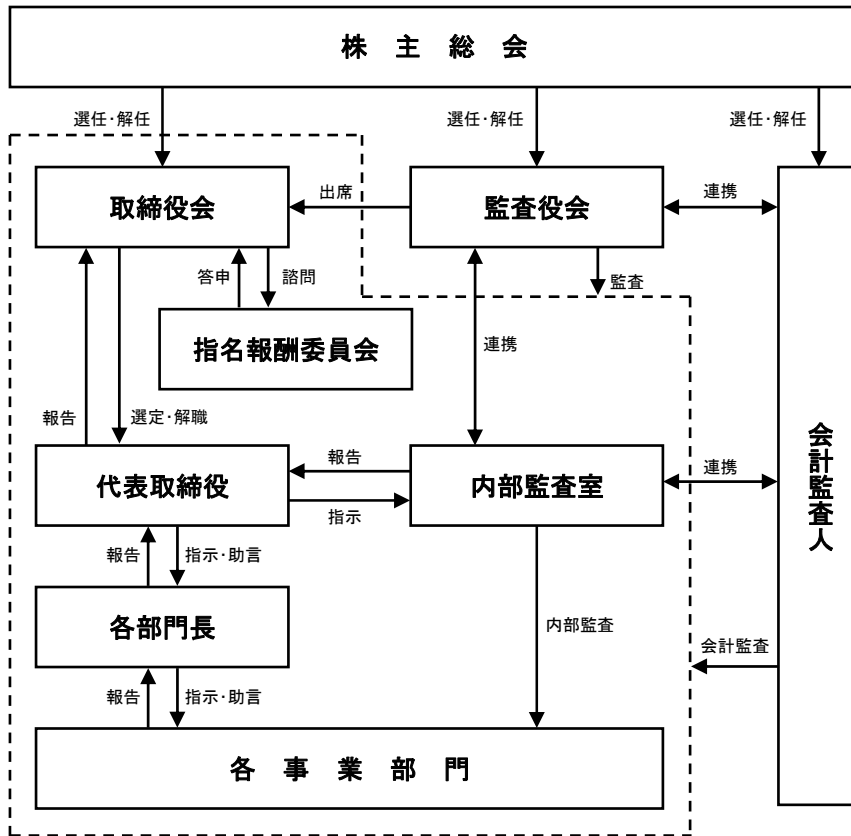 株 主 総 会
選任・解任
選任・解任
選任・解任
取締役会
出席
監査役会
連携
答申
諮問
監査
指名報酬委員会
連携
報告
選定・解職
代表取締役
報告
指示
内部監査室
連携
会計監査人
報告
指示・助言
各部門長
内部監査
会計監査
報告
指示・助言
各 事 業 部 門